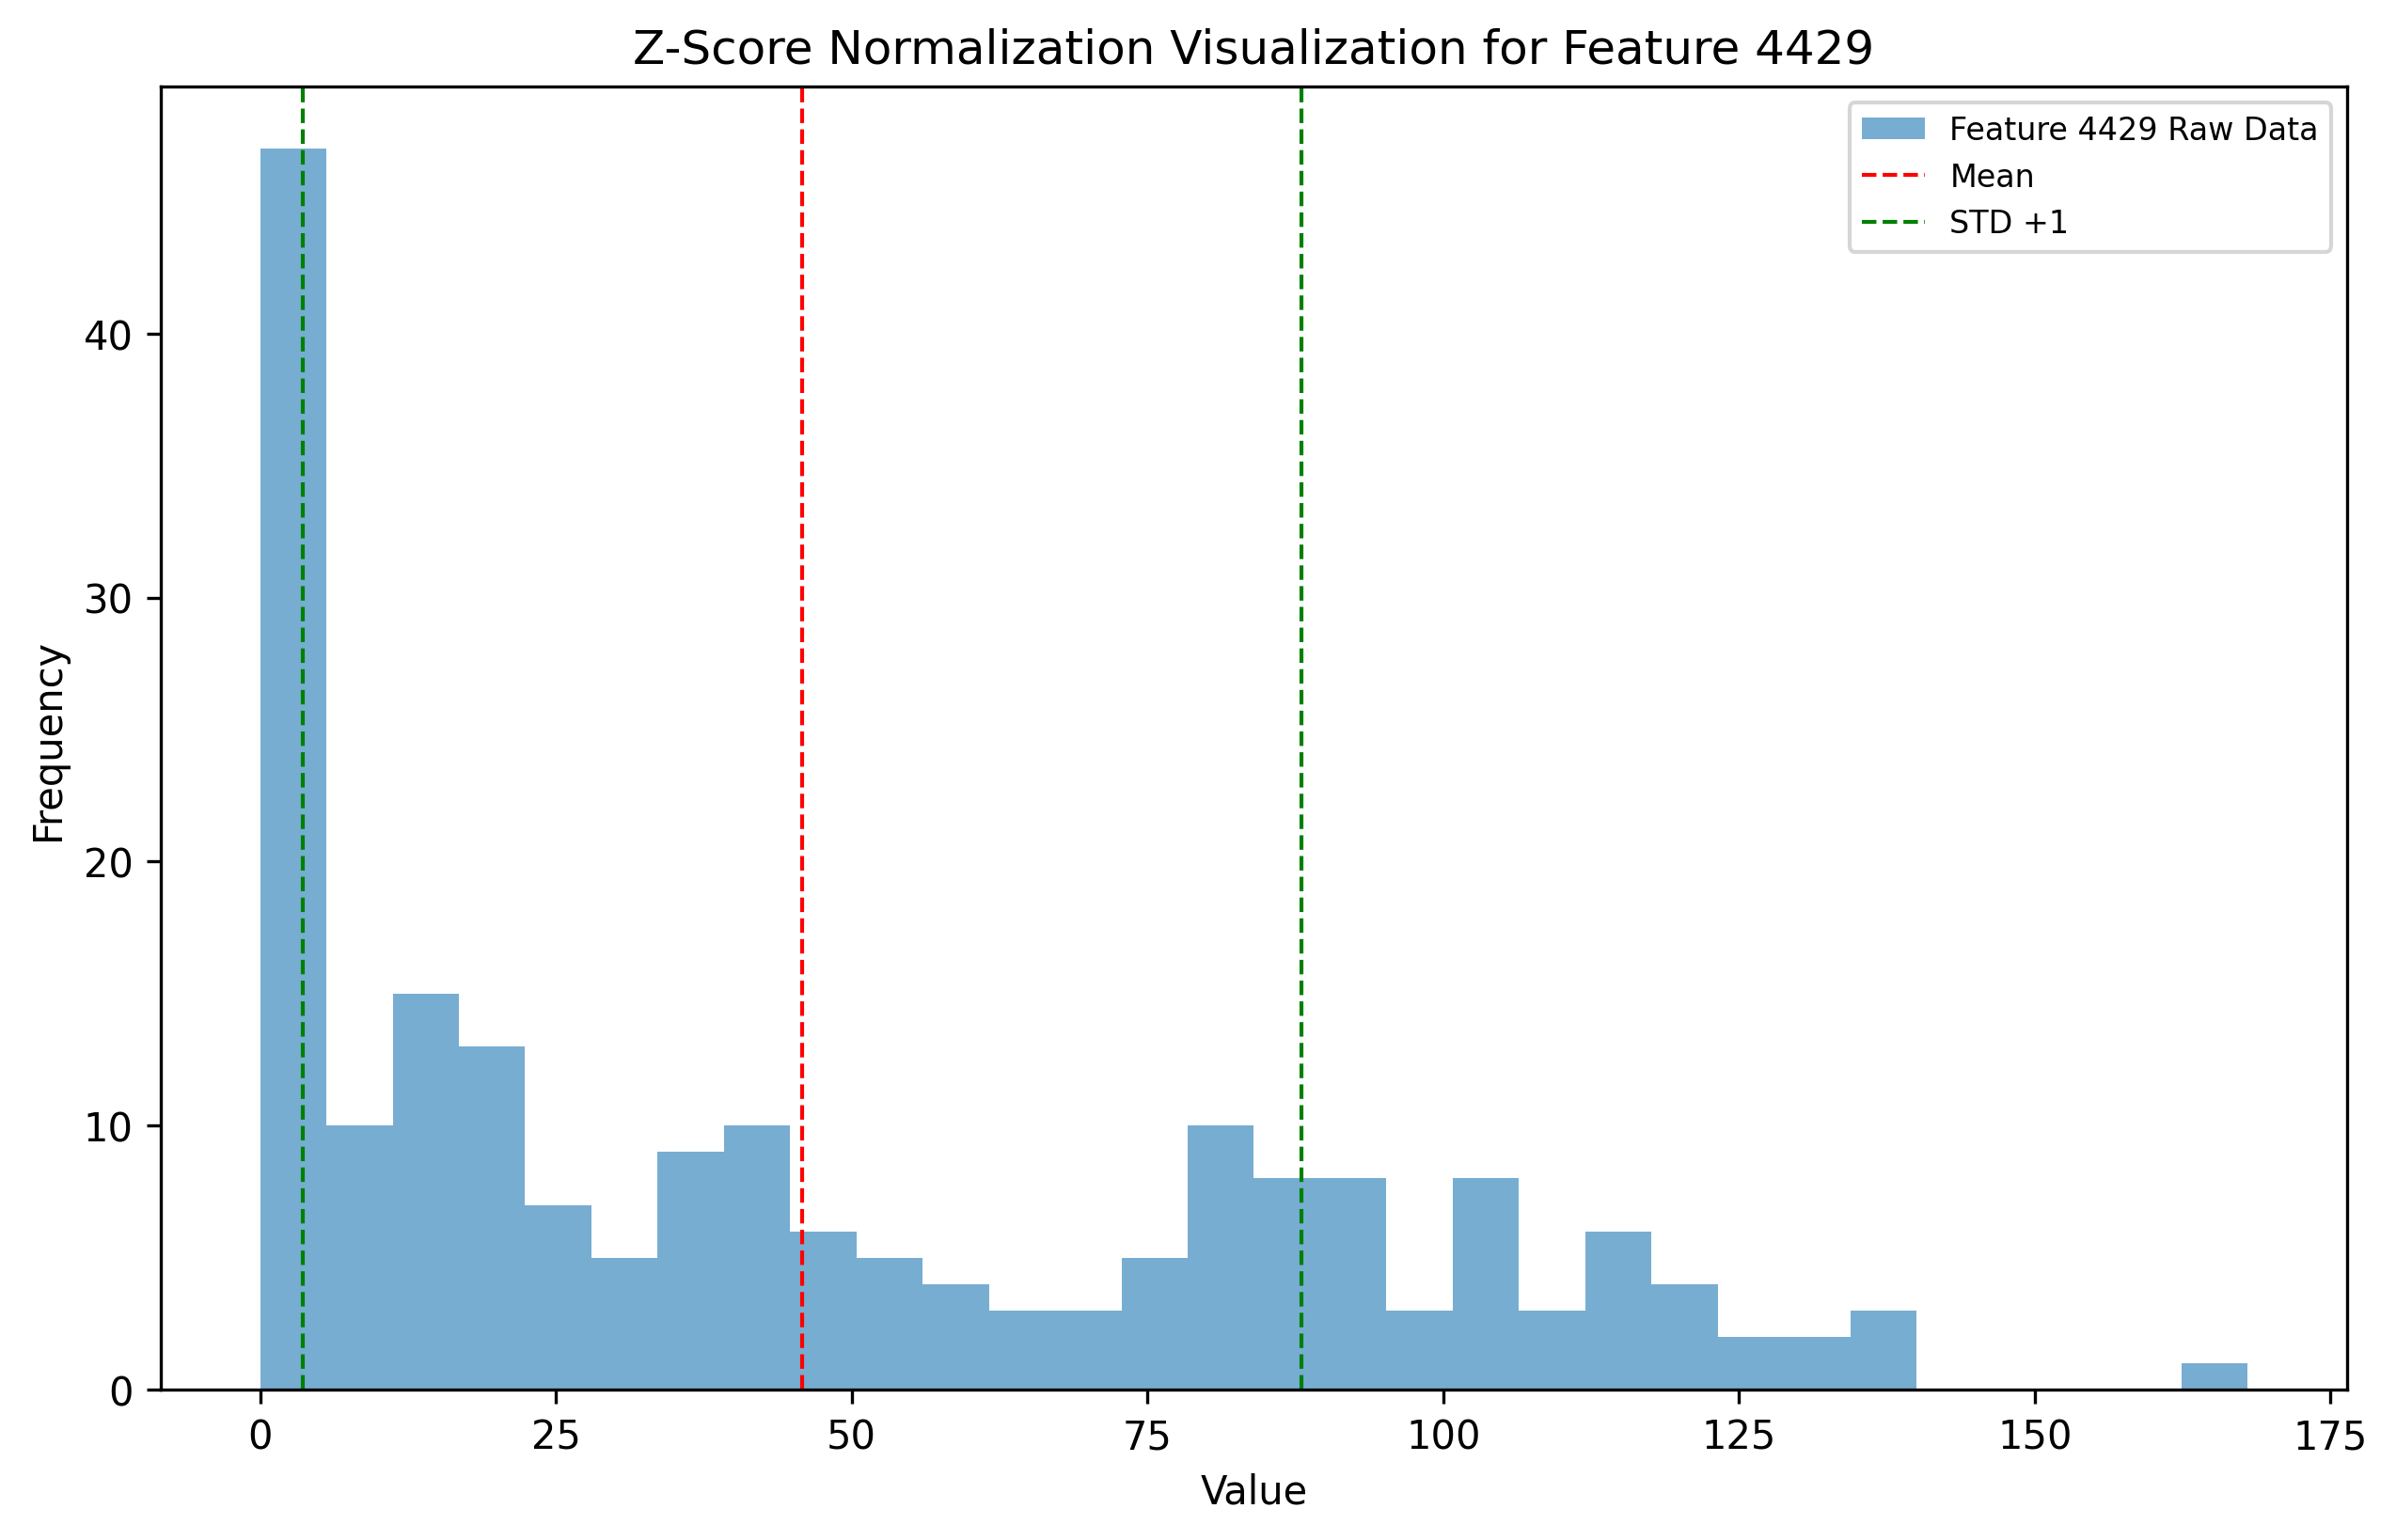 Z-Score Normalization Visualization for Feature 4429
Feature 4429 Raw Data
Mean
STD +1
Frequency
40
30
20
10
0
0 25 50 75 100 125 150 175
Value